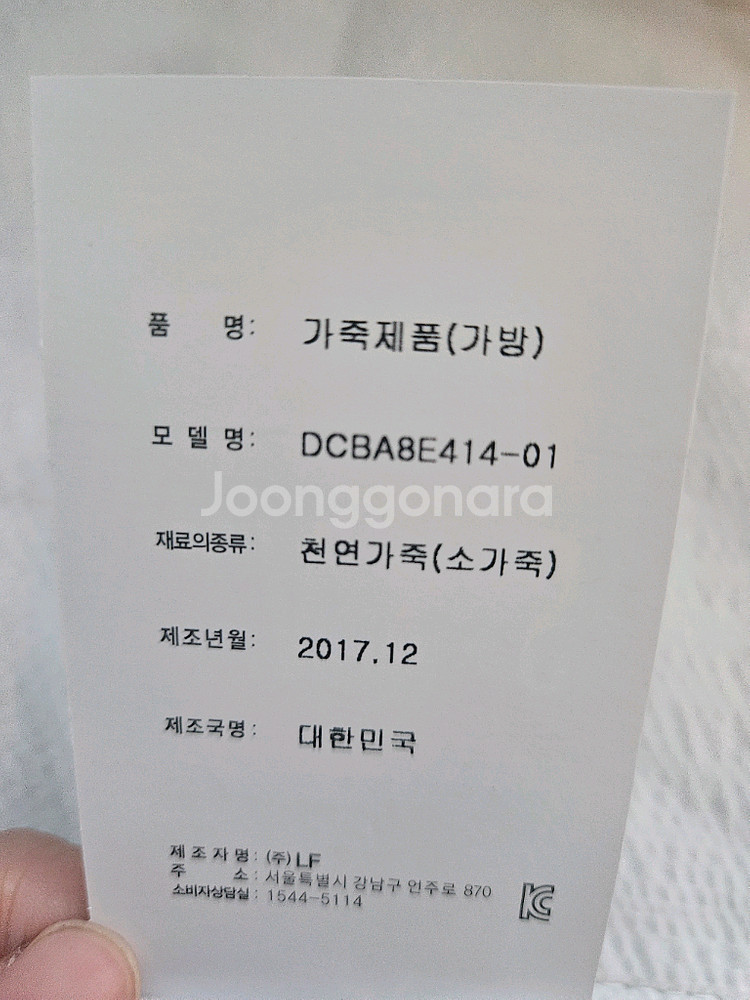 품 명: 가죽제품(가방)
모 델 명: DCBA8E414-01
Joonggonara
재료의종류: 천연가죽(소가죽)
제조년월: 2017.12
제조국명: 대한민국
제 조 자 명 : (주) LF
주 소 : 서울특별시 강남구 언주로 870
소비자상담실 : 1544-5114
KC